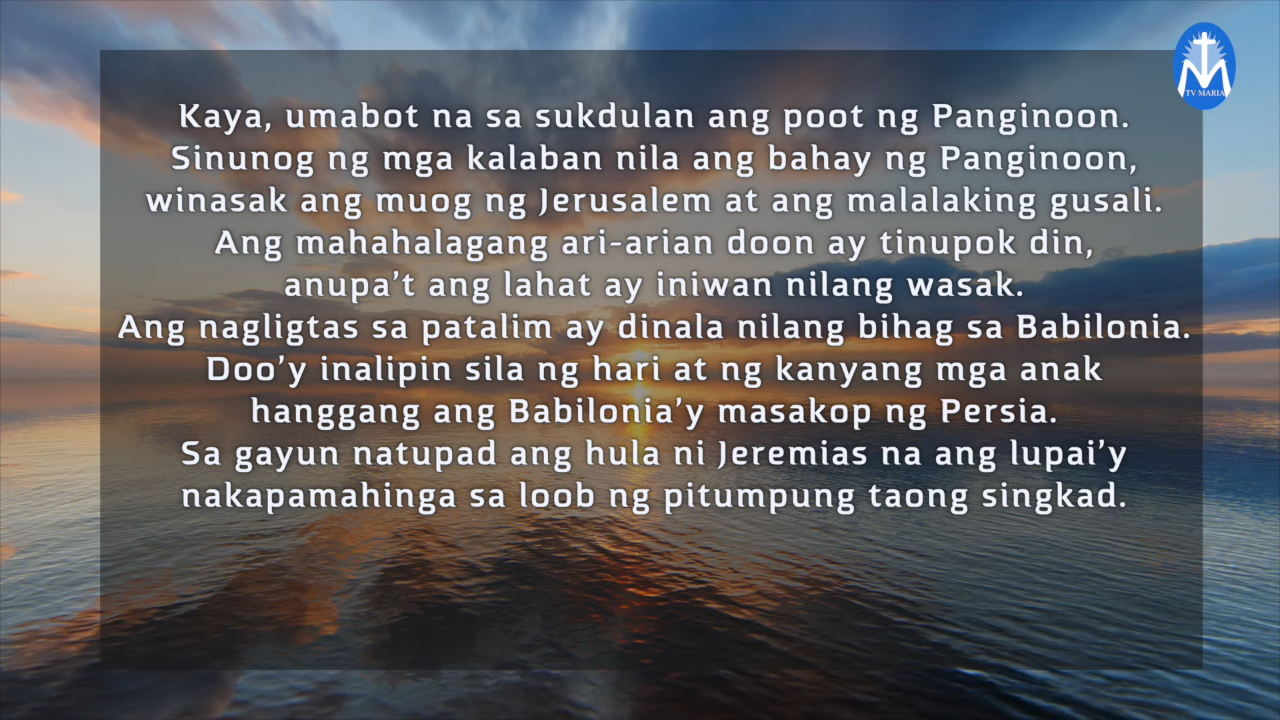 TV MARIA
Kaya, umabot na sa sukdulan ang poot ng Panginoon.
Sinunog ng mga kalaban nila ang bahay ng Panginoon,
winasak ang muog ng Jerusalem at ang malalaking gusali.
Ang mahahalagang ari-arian doon ay tinupok din,
anupa’t ang lahat ay iniwan nilang wasak.
Ang nagligtas sa patalim ay dinala nilang bihag sa Babilonia.
Doo’y inalipin sila ng hari at ng kanyang mga anak
hanggang ang Babilonia’y masakop ng Persia.
Sa gayun natupad ang hula ni Jeremias na ang lupai’y
nakapamahinga sa loob ng pitumpung taong singkad.